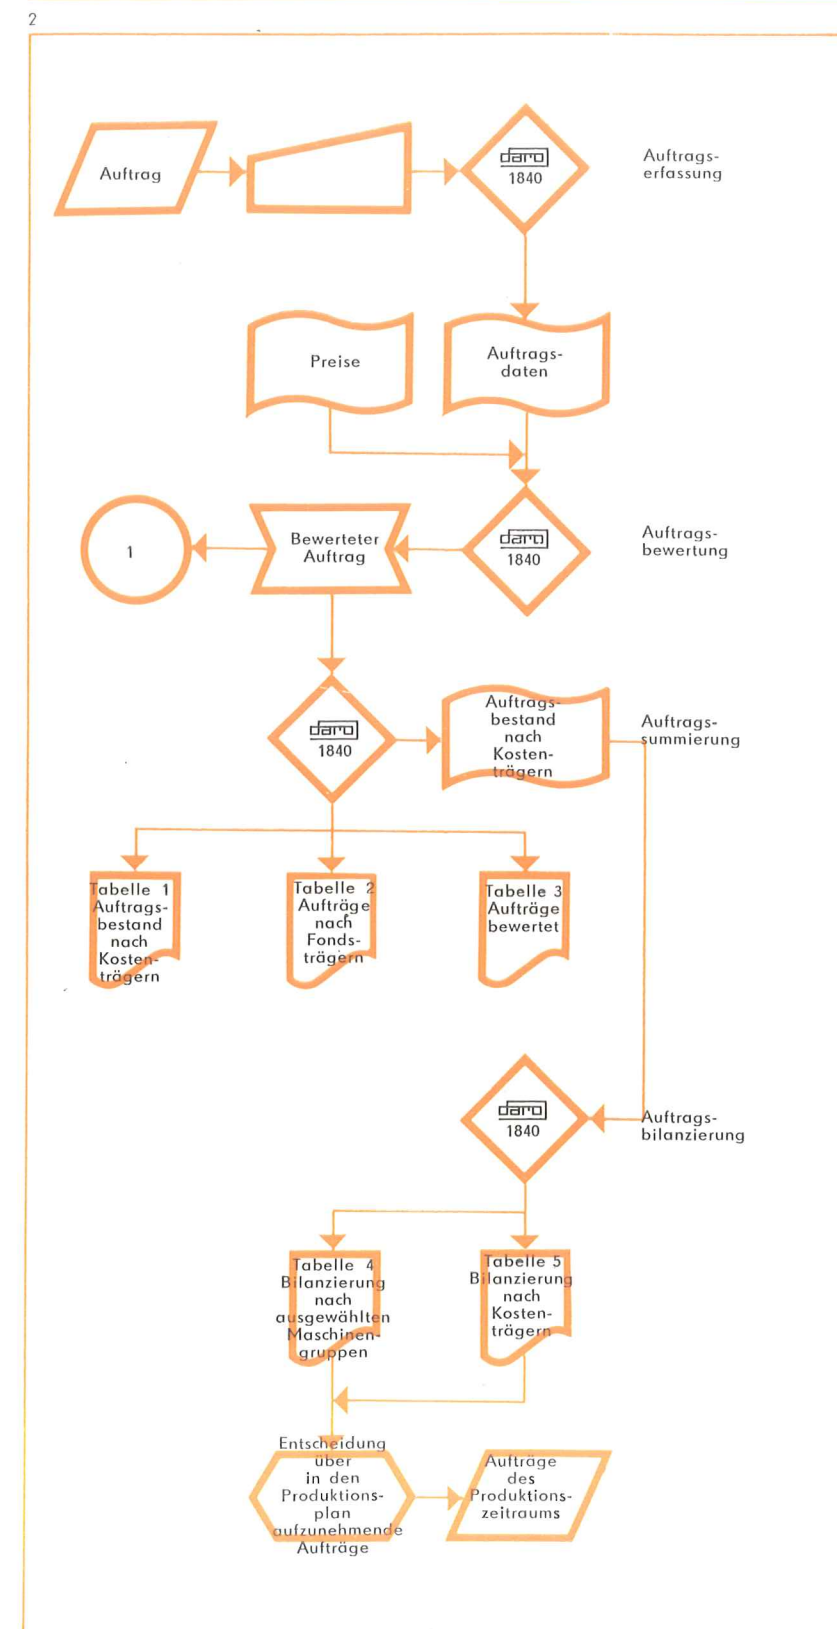 2
Auftrag
daro
1840
Auftrags-
erfassung
Preise
Auftrags-
daten
1
Bewerteter
Auftrag
daro
1840
Auftrags-
bewertung
daro
1840
Auftrags-
bestand
nach
Kosten-
trägern
Auftrags-
summierung
Tabelle 1
Auftrags-
bestand
nach
Kosten-
trägern
Tabelle 2
Aufträge
nach
Fonds-
trägern
Tabelle 3
Aufträge
bewertet
daro
1840
Auftrags-
bilanzierung
Tabelle 4
Bilanzierung
nach
ausgewählten
Maschinen-
gruppen
Tabelle 5
Bilanzierung
nach
Kosten-
trägern
Entscheidung
über
in den
Produktions-
plan
aufzunehmende
Aufträge
Aufträge
des
Produktions-
zeitraums